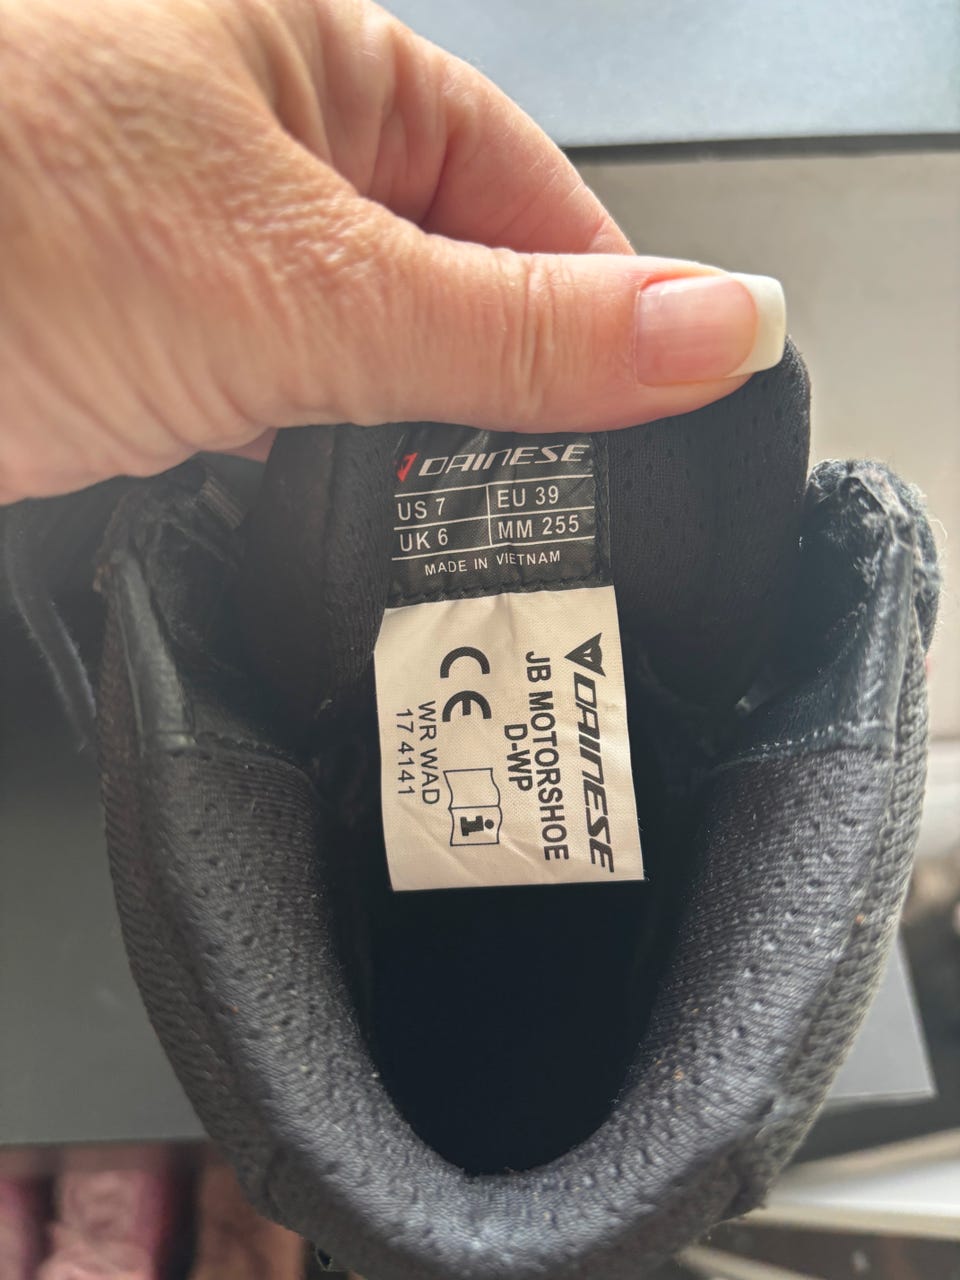 DAINESE
US 7 EU 39
UK 6 MM 255
MADE IN VIETNAM
DAINESE
JB MOTORSHOE
D-WP
CE
i
WR WAD
17 4141